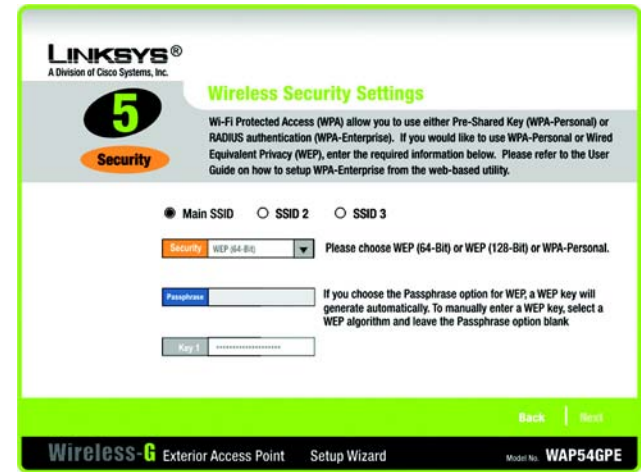 LINKSYS®
A Division of Cisco Systems, Inc.
5
Security
Wireless Security Settings
Wi-Fi Protected Access (WPA) allow you to use either Pre-Shared Key (WPA-Personal) or
RADIUS authentication (WPA-Enterprise). If you would like to use WPA-Personal or Wired
Equivalent Privacy (WEP), enter the required information below. Please refer to the User
Guide on how to setup WPA-Enterprise from the web-based utility.
Main SSID SSID 2 SSID 3
Security WEP (64-Bit) Please choose WEP (64-Bit) or WEP (128-Bit) or WPA-Personal.
Passphrase
If you choose the Passphrase option for WEP, a WEP key will
generate automatically. To manually enter a WEP key, select a
WEP algorithm and leave the Passphrase option blank
Key 1 ********************
Back Next
Wireless-G Exterior Access Point Setup Wizard Model No. WAP54GPE